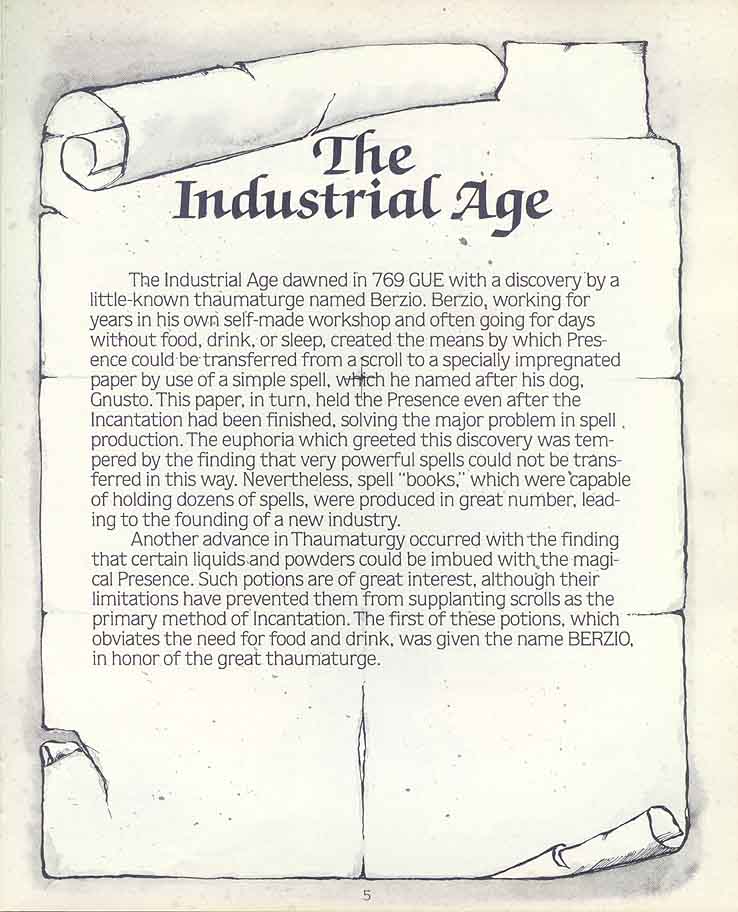 The
Industrial Age
The Industrial Age dawned in 769 GUE with a discovery by a
little-known thaumaturge named Berzio. Berzio, working for
years in his own self-made workshop and often going for days
without food, drink, or sleep, created the means by which Pres-
ence could be transferred from a scroll to a specially impregnated
paper by use of a simple spell, which he named after his dog,
Gnusto. This paper, in turn, held the Presence even after the
Incantation had been finished, solving the major problem in spell
production. The euphoria which greeted this discovery was tem-
pered by the finding that very powerful spells could not be trans-
ferred in this way. Nevertheless, spell "books," which were capable
of holding dozens of spells, were produced in great number, lead-
ing to the founding of a new industry.
Another advance in Thaumaturgy occurred with the finding
that certain liquids and powders could be imbued with the magi-
cal Presence. Such potions are of great interest, although their
limitations have prevented them from supplanting scrolls as the
primary method of Incantation. The first of these potions, which
obviates the need for food and drink, was given the name BERZIO,
in honor of the great thaumaturge.
5